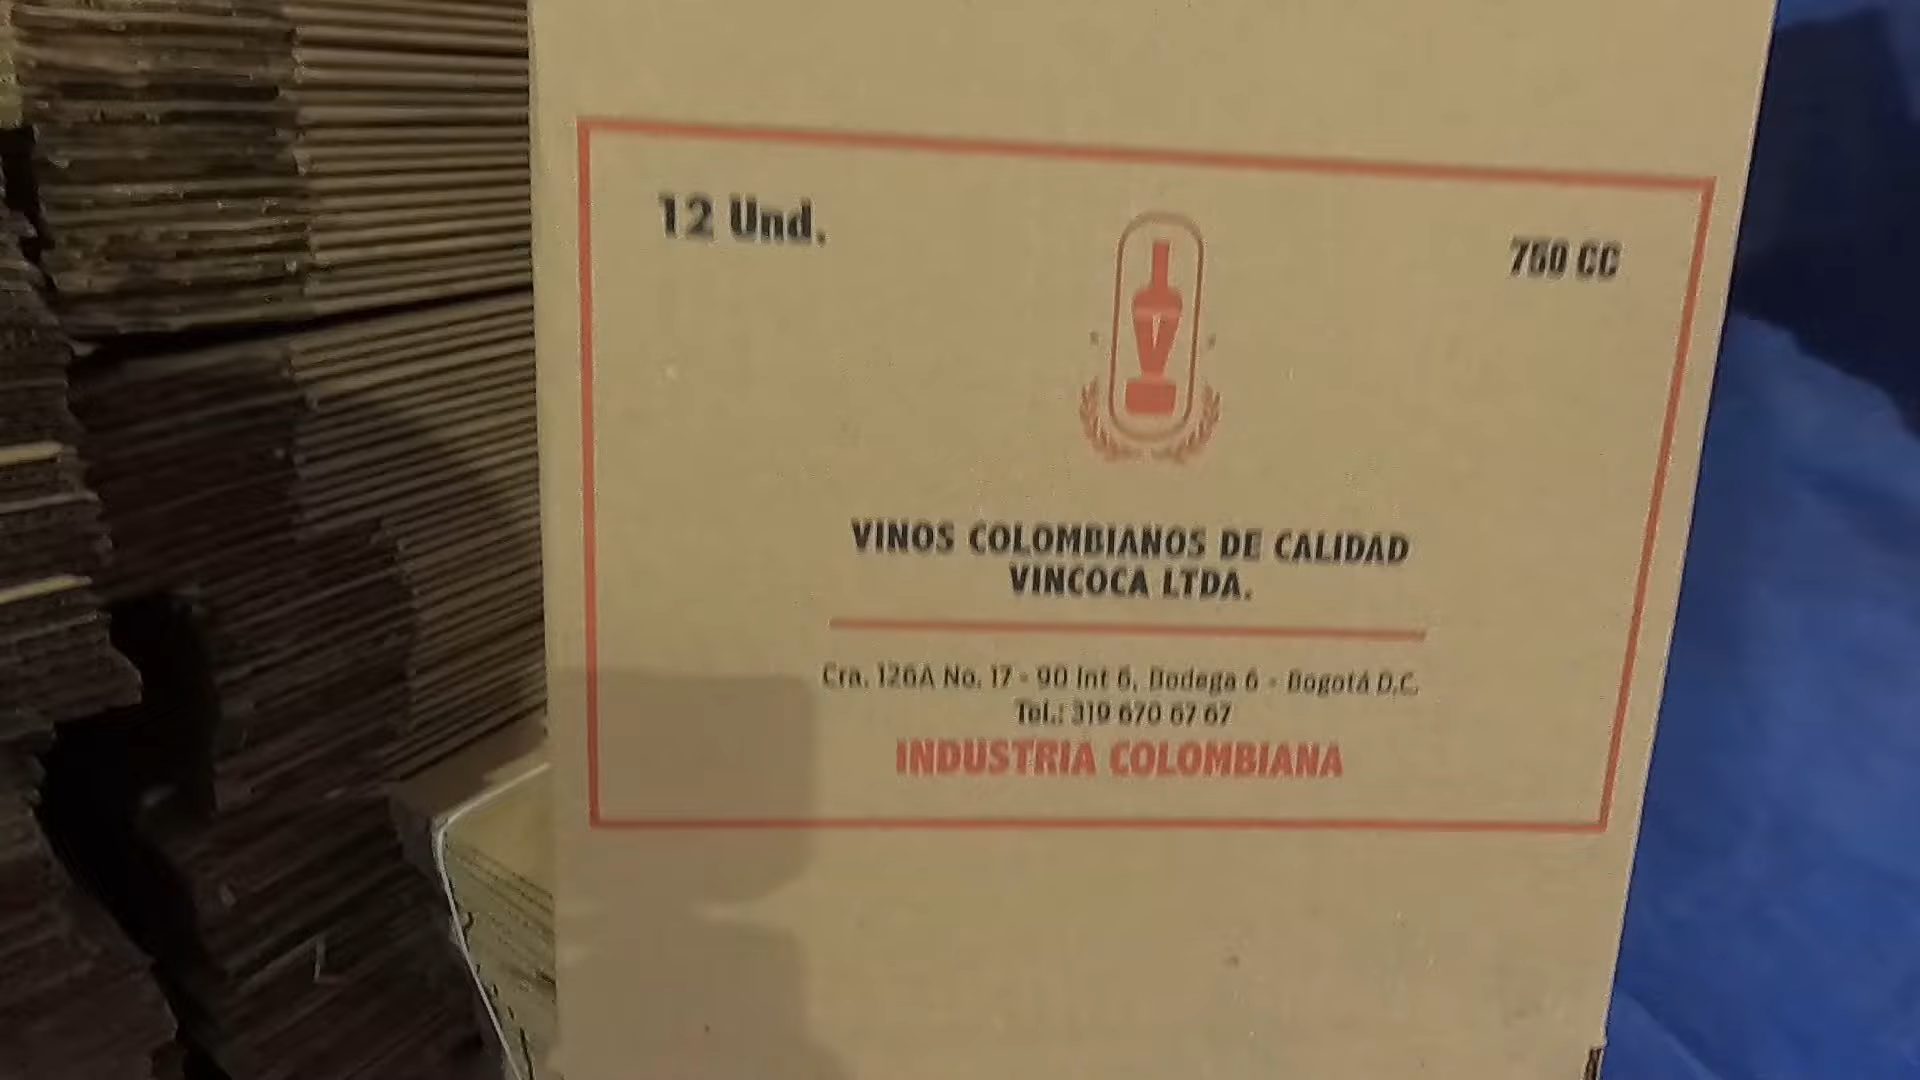 12 Und.
750 CC
V
VINOS COLOMBIANOS DE CALIDAD
VINCOCA LTDA.
Cra. 126A No. 17 - 90 Int 6, Bodega 6 - Bogotá D.C.
Tel.: 319 670 67 67
INDUSTRIA COLOMBIANA